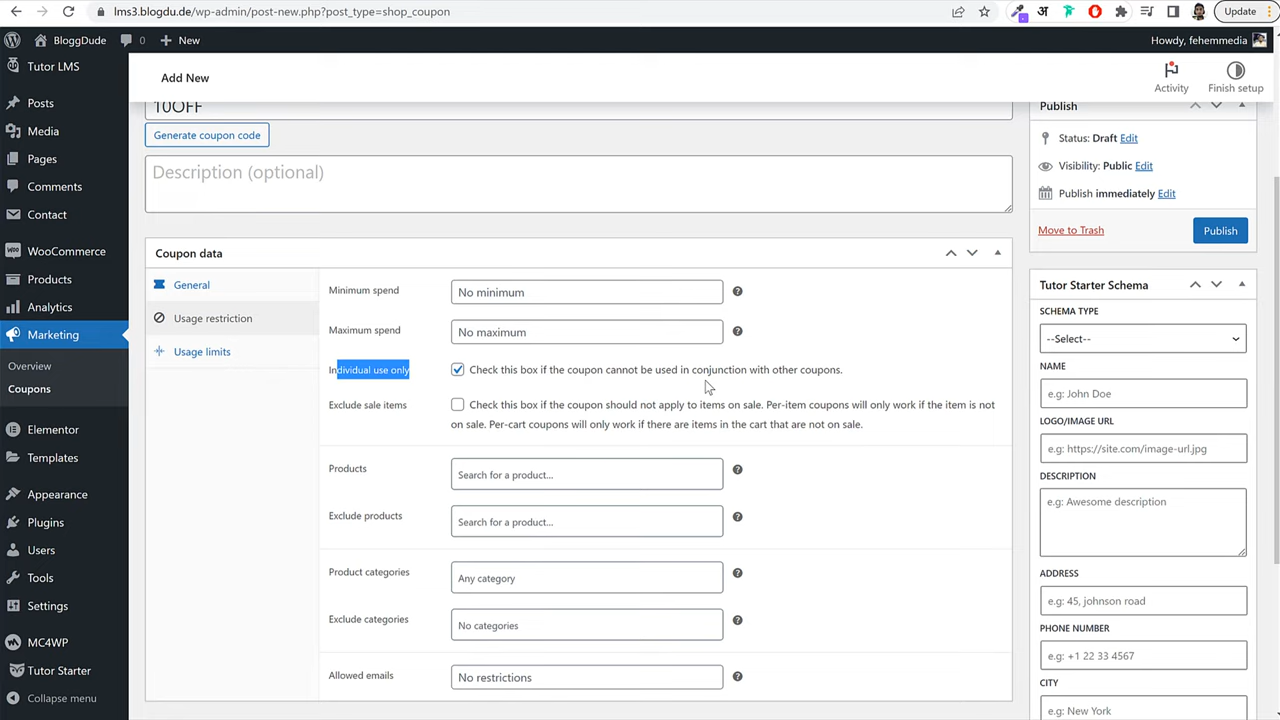 lms3.blogdu.de/wp-admin/post-new.php?post_type=shop_coupon
अ
Update
BloggDude
0
New
Howdy, fehemmedia
Tutor LMS
Posts
Media
Pages
Comments
Contact
WooCommerce
Products
Analytics
Marketing
Overview
Coupons
Elementor
Templates
Appearance
Plugins
Users
Tools
Settings
MC4WP
Tutor Starter
Collapse menu
Add New
Activity
Finish setup
10OFF
Generate coupon code
Description (optional)
Coupon data
General
Usage restriction
Usage limits
Minimum spend
No minimum
Maximum spend
No maximum
Individual use only
Check this box if the coupon cannot be used in conjunction with other coupons.
Exclude sale items
Check this box if the coupon should not apply to items on sale. Per-item coupons will only work if the item is not
on sale. Per-cart coupons will only work if there are items in the cart that are not on sale.
Products
Search for a product...
Exclude products
Search for a product...
Product categories
Any category
Exclude categories
No categories
Allowed emails
No restrictions
Publish
Status: Draft Edit
Visibility: Public Edit
Publish immediately Edit
Move to Trash
Publish
Tutor Starter Schema
SCHEMA TYPE
--Select--
NAME
e.g: John Doe
LOGO/IMAGE URL
eg: https://site.com/image-url.jpg
DESCRIPTION
e.g: Awesome description
ADDRESS
e.g: 45, johnson road
PHONE NUMBER
e.g: +1 22 33 4567
CITY
e.g: New York